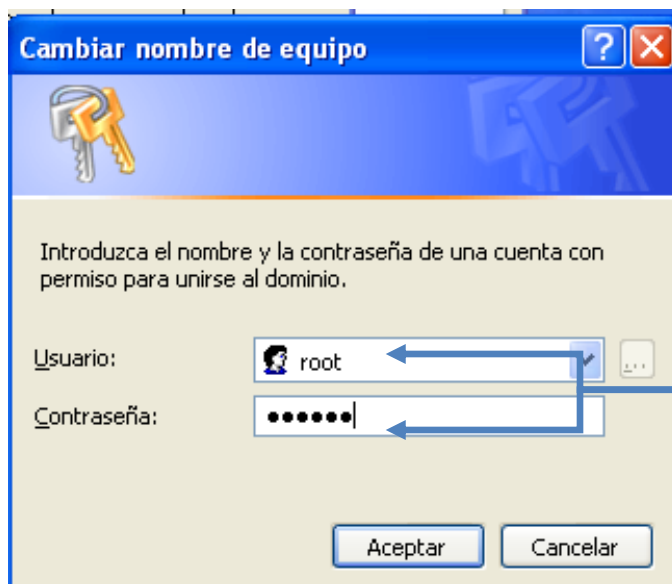 Cambiar nombre de equipo
Introduzca el nombre y la contraseña de una cuenta con
permiso para unirse al dominio.
Usuario: root
Contraseña: ●●●●●●
...
Aceptar Cancelar